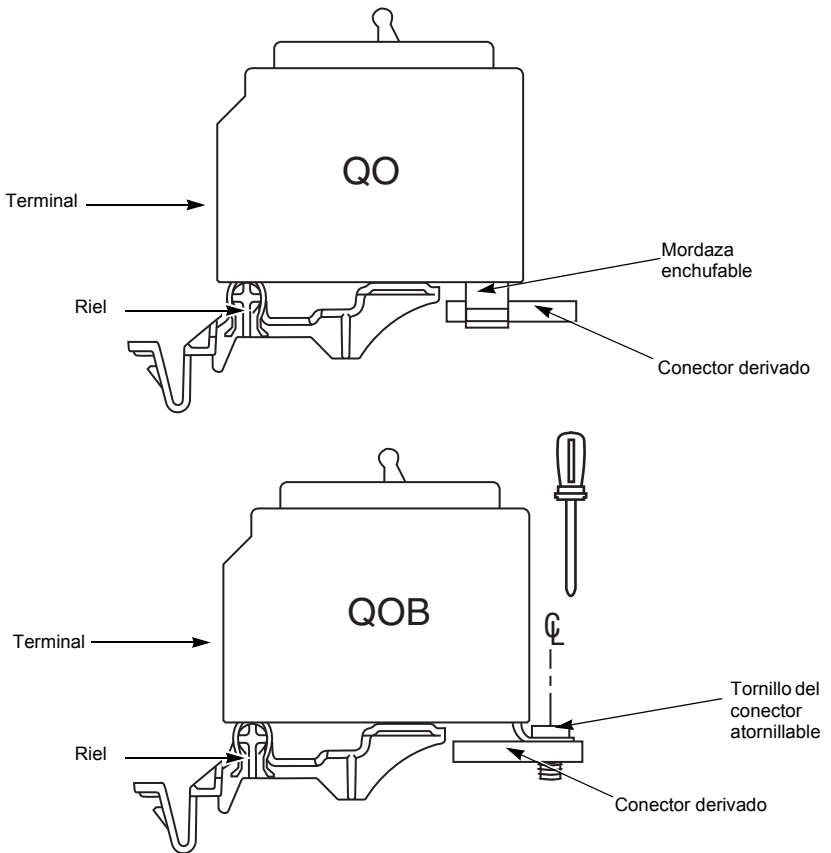 QO
Terminal
Mordaza
enchufable
Riel
Conector derivado
QOB
℄
Terminal
Tornillo del
conector
atornillable
Riel
Conector derivado